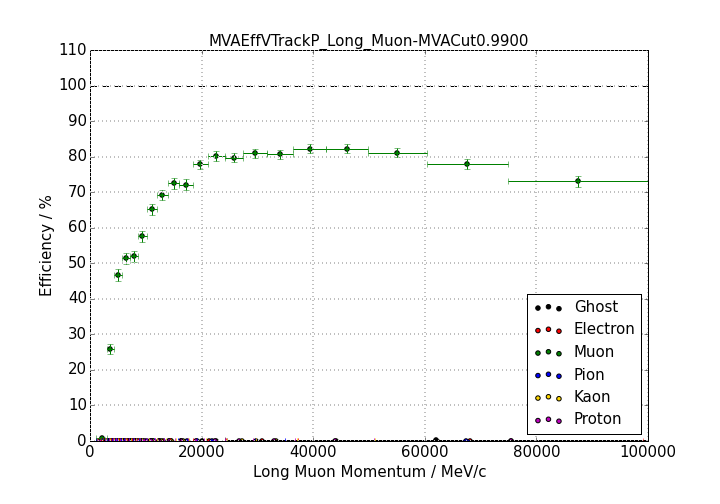 MVAEffVTrackP_Long_Muon-MVACut0.9900
110
100
90
80
70
60
50
40
30
20
10
0
Efficiency / %
Ghost
Electron
Muon
Pion
Kaon
Proton
0 20000 40000 60000 80000 100000
Long Muon Momentum / MeV/c